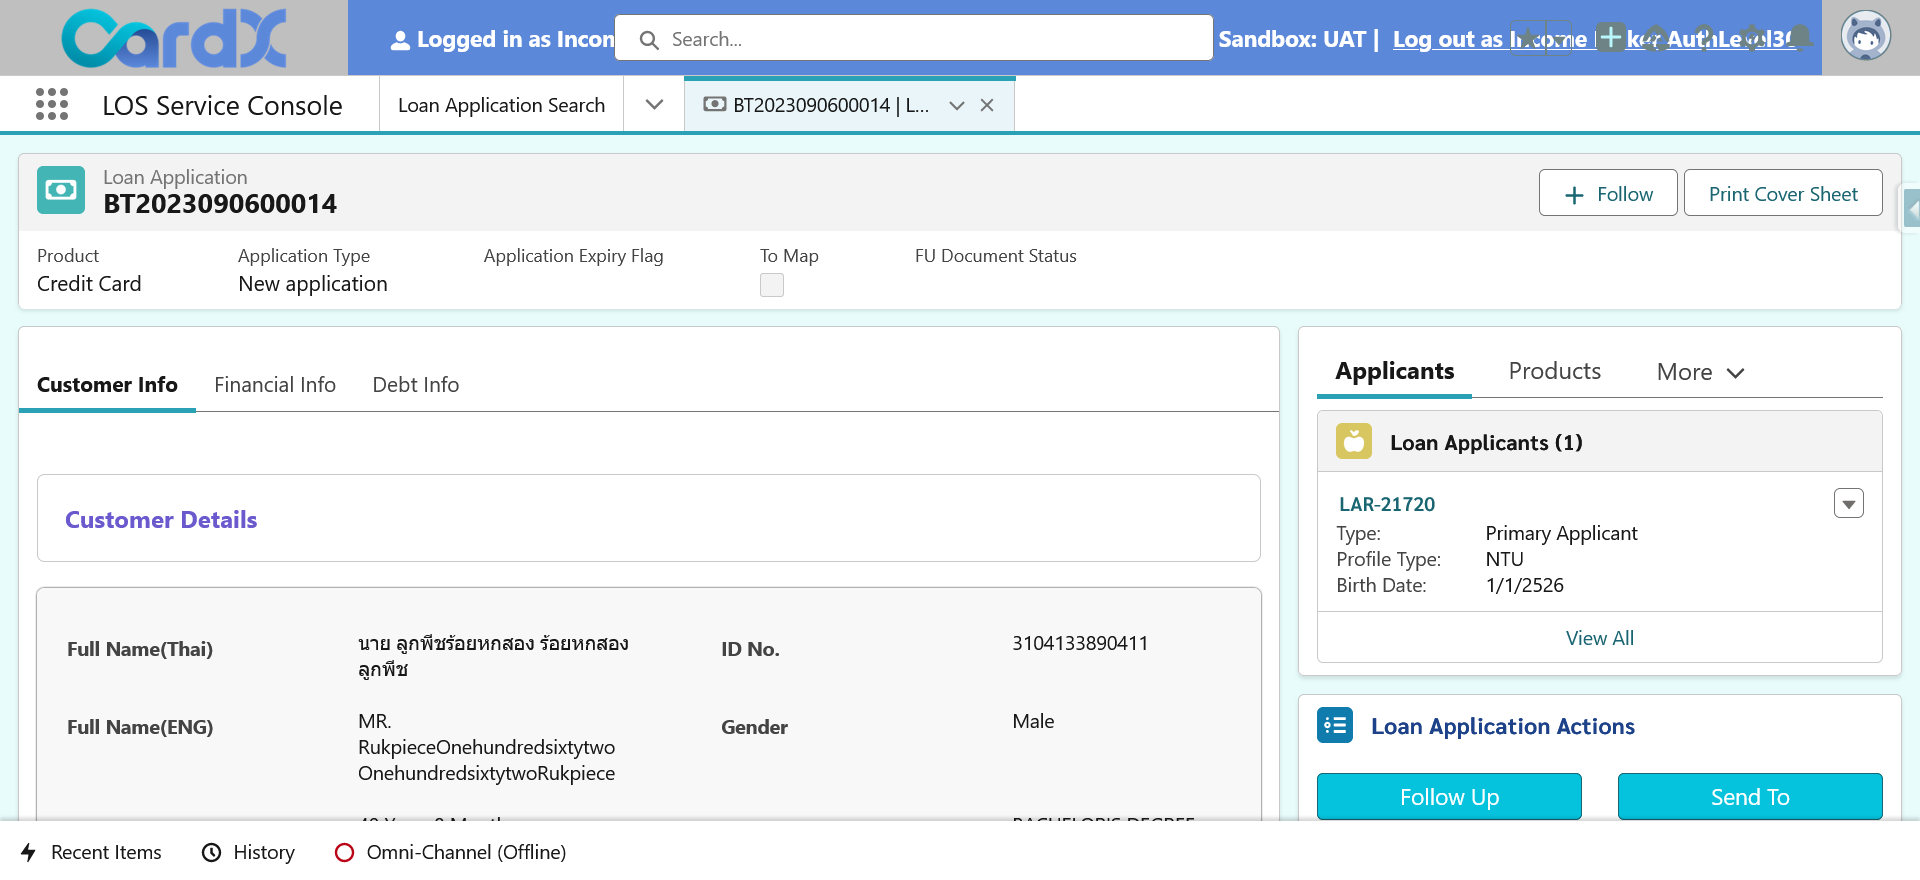 CardX
Logged in as Incom
Search...
Sandbox: UAT |
Log out as Income
AuthLevel3
LOS Service Console
Loan Application Search
BT2023090600014 | L...
Loan Application
BT2023090600014
Follow
Print Cover Sheet
Product
Application Type
Application Expiry Flag
To Map
FU Document Status
Credit Card
New application
Customer Info
Financial Info
Debt Info
Customer Details
Full Name(Thai)
นาย ลูกพีชร้อยหกสอง ร้อยหกสอง
ลูกพีช
ID No.
3104133890411
Full Name(ENG)
MR.
RukpieceOnehundredsixtytwo
OnehundredsixtytwoRukpiece
Gender
Male
Applicants
Products
More
Loan Applicants (1)
LAR-21720
Type:
Primary Applicant
Profile Type:
NTU
Birth Date:
1/1/2526
View All
Loan Application Actions
Follow Up
Send To
Recent Items
History
Omni-Channel (Offline)